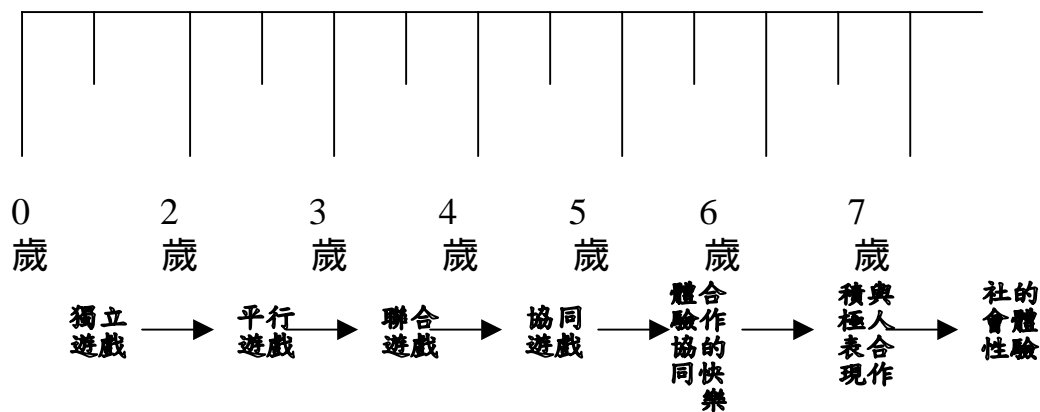 0
歲
2
歲
3
歲
4
歲
5
歲
6
歲
7
歲
獨立
遊戲
平行
遊戲
聯合
遊戲
協同
遊戲
體驗協同
合作的快樂
積極表現
與人合作
社會性
的體驗